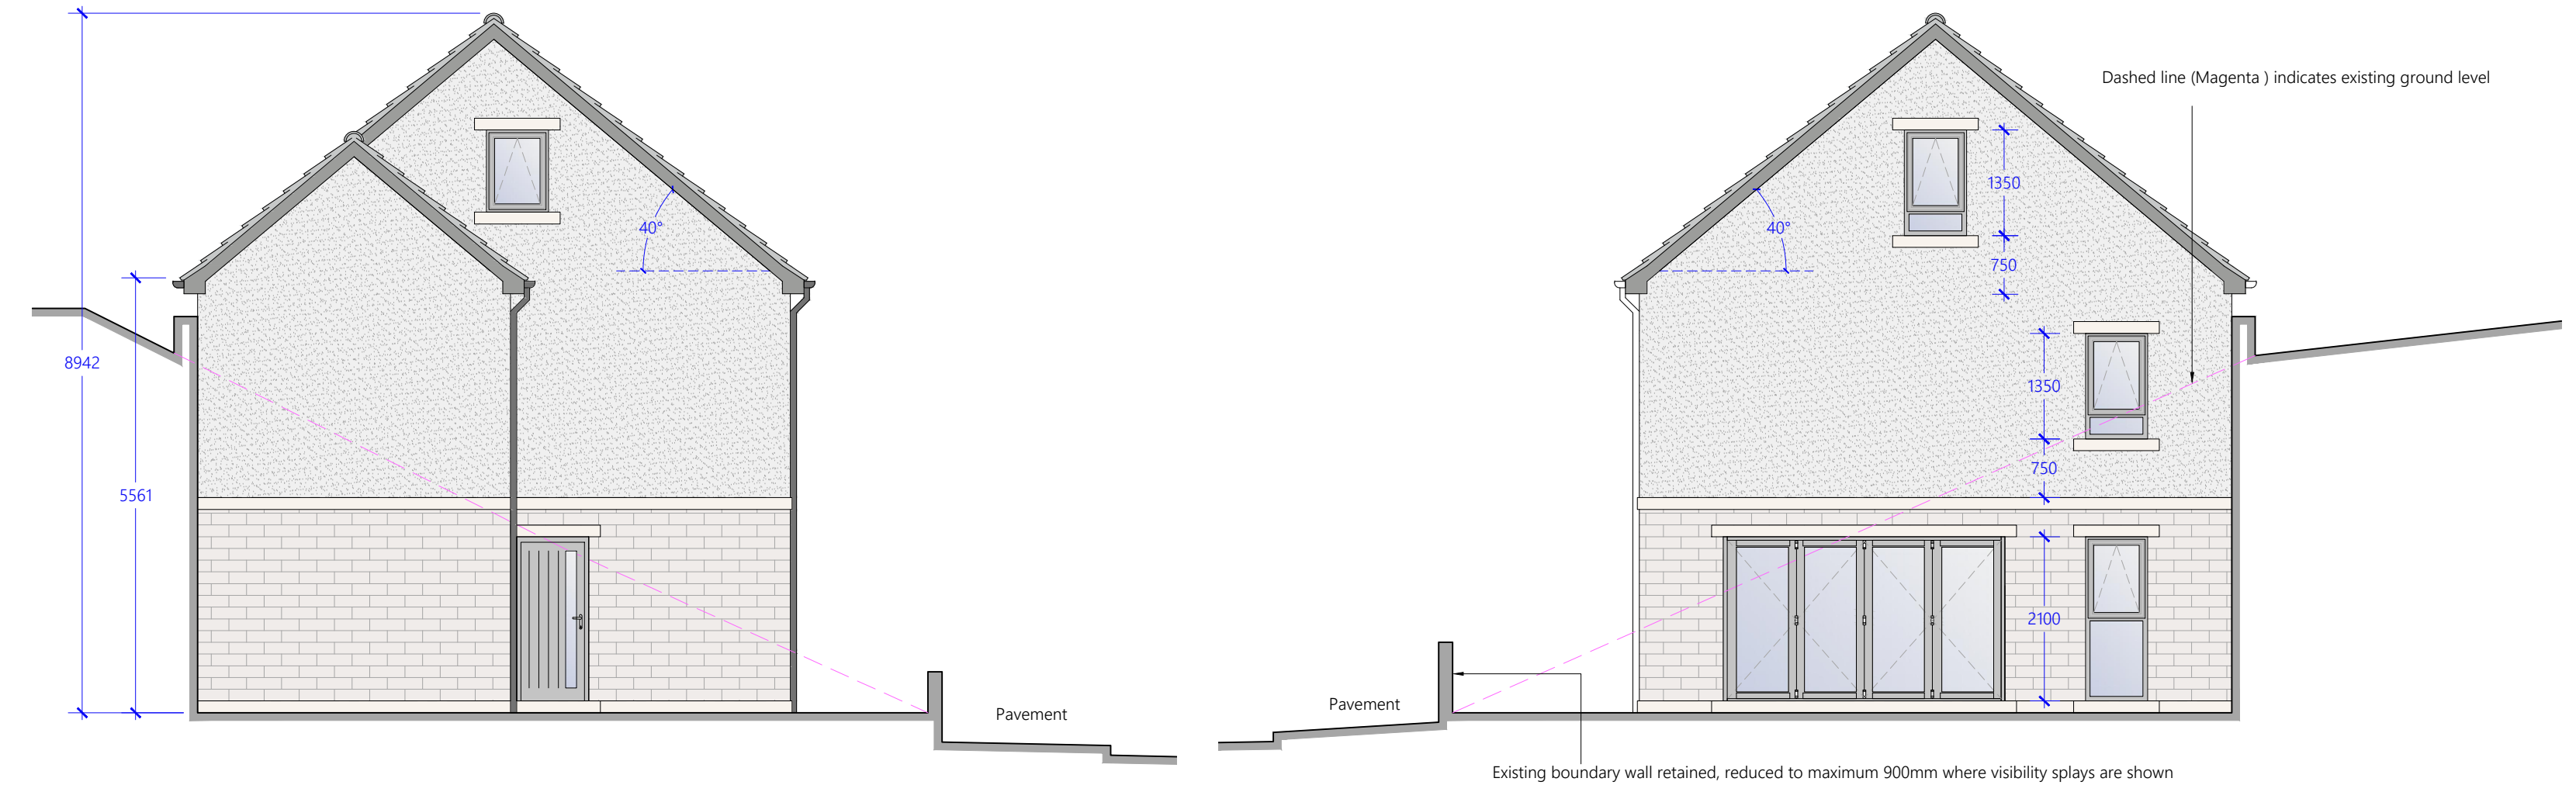 8942
5561
40°
Pavement
Dashed line (Magenta ) indicates existing ground level
1350
750
40°
1350
750
2100
Pavement
Existing boundary wall retained, reduced to maximum 900mm where visibility splays are shown